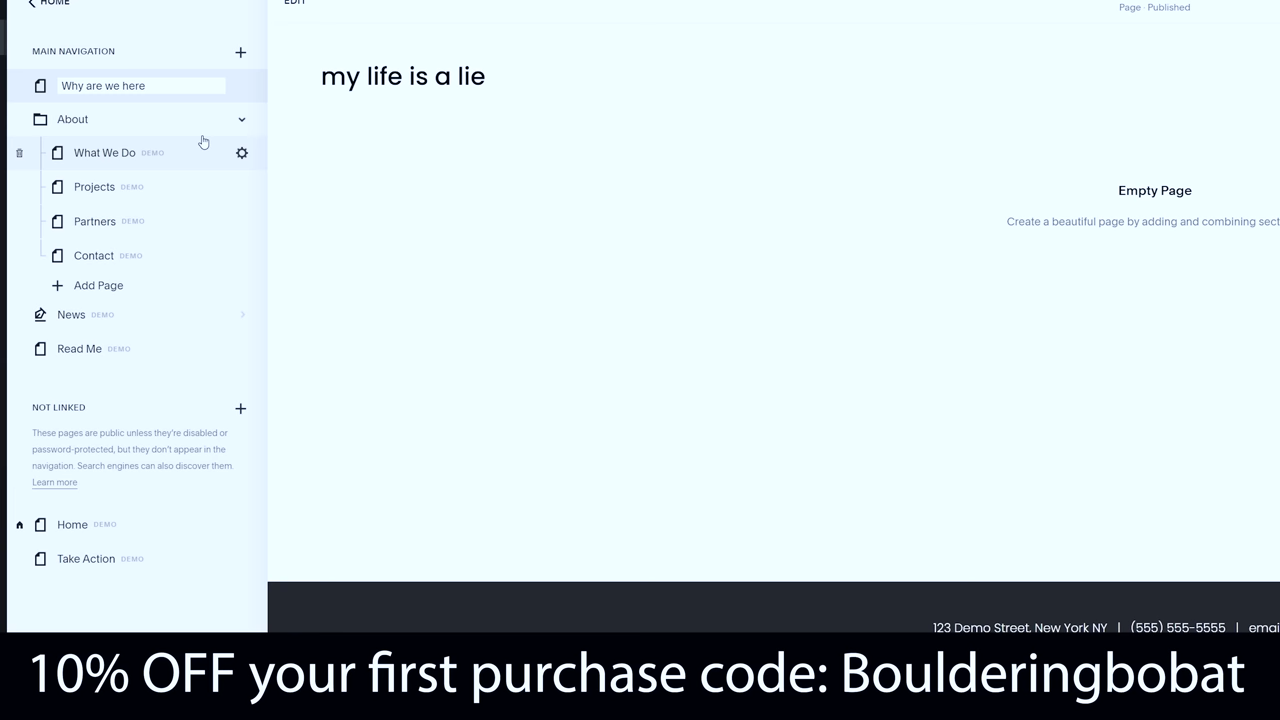 HOME
EDIT
Page · Published
MAIN NAVIGATION
my life is a lie
Why are we here
About
What We Do DEMO
Projects DEMO
Partners DEMO
Contact DEMO
Add Page
News DEMO
Read Me DEMO
Empty Page
Create a beautiful page by adding and combining sect
NOT LINKED
These pages are public unless they're disabled or
password-protected, but they don't appear in the
navigation. Search engines can also discover them.
Learn more
Home DEMO
Take Action DEMO
123 Demo Street, New York NY | (555) 555-5555 | emai
10% OFF your first purchase code: Boulderingbobat